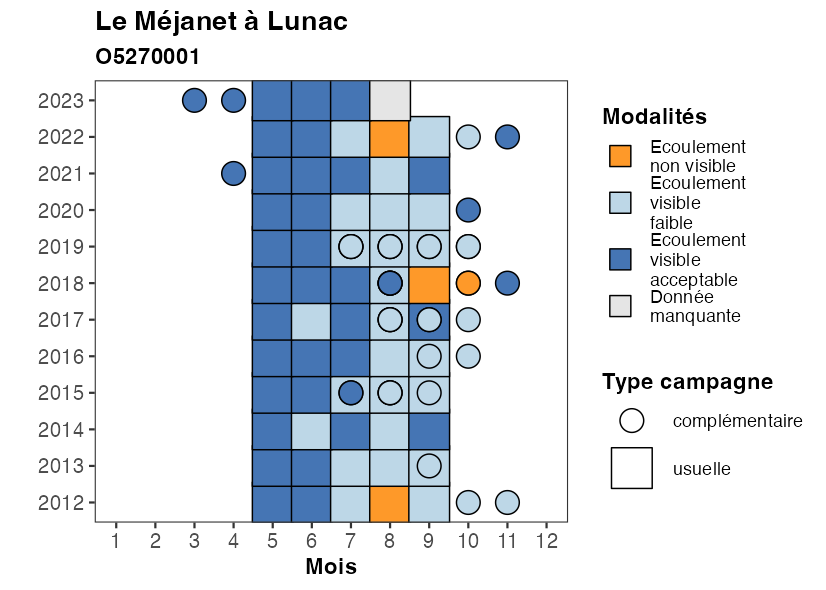 Le Méjanet à Lunac
O5270001
2023
2022
2021
2020
2019
2018
2017
2016
2015
2014
2013
2012
1 2 3 4 5 6 7 8 9 10 11 12
Mois
Modalités
Ecoulement
non visible
Ecoulement
visible
faible
Ecoulement
visible
acceptable
Donnée
manquante
Type campagne
complémentaire
usuelle